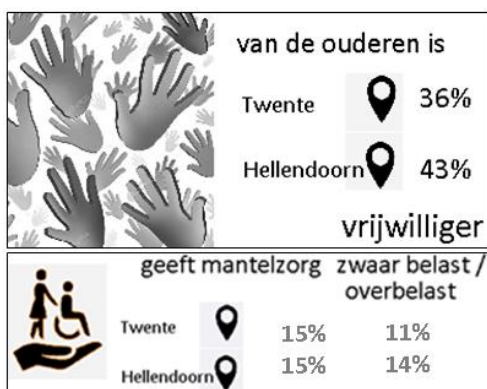 van de ouderen is
Twente 36%
Hellendoorn 43%
vrijwilliger
geeft mantelzorg zwaar belast /
overbelast
Twente 15% 11%
Hellendoorn 15% 14%